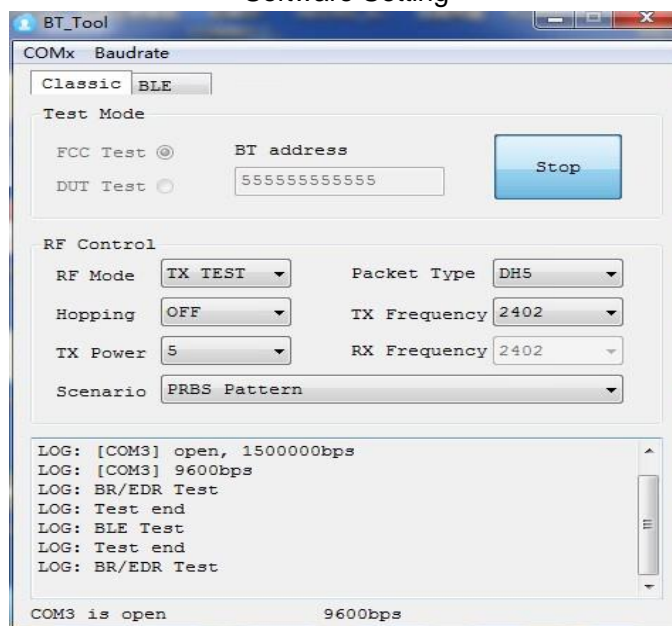 BT_Tool
COMx Baudrate
Classic BLE
Test Mode
FCC Test BT address
DUT Test 555555555555 Stop
RF Control
RF Mode TX TEST Packet Type DH5
Hopping OFF TX Frequency 2402
TX Power 5 RX Frequency 2402
Scenario PRBS Pattern
LOG: [COM3] open, 1500000bps
LOG: [COM3] 9600bps
LOG: BR/EDR Test
LOG: Test end
LOG: BLE Test
LOG: Test end
LOG: BR/EDR Test
COM3 is open 9600bps